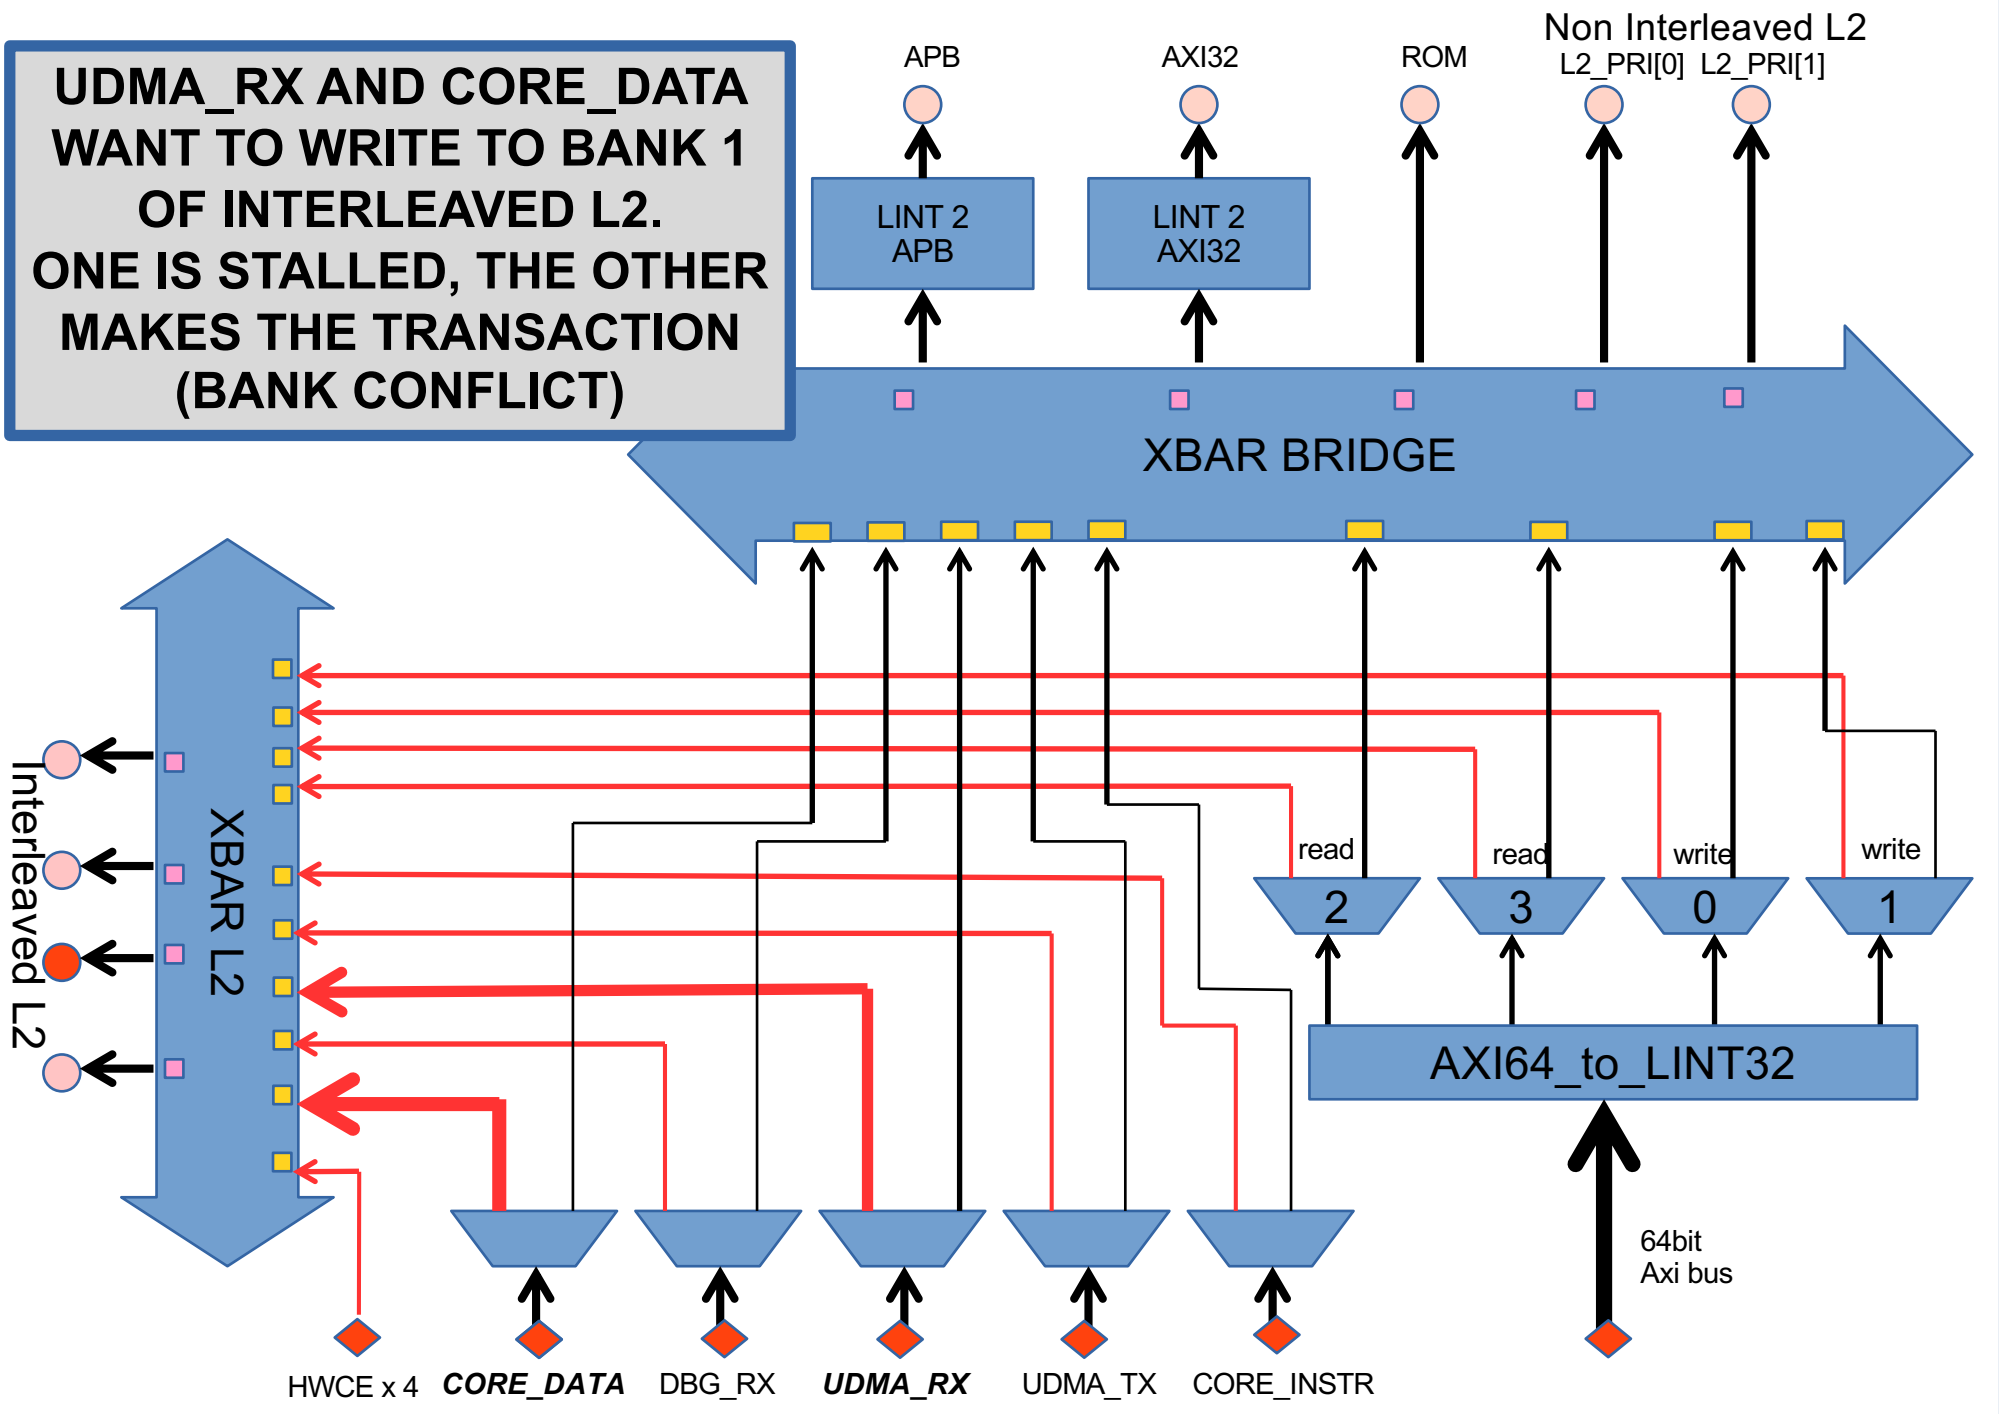 UDMA_RX AND CORE_DATA
WANT TO WRITE TO BANK 1
OF INTERLEAVED L2.
ONE IS STALLED, THE OTHER
MAKES THE TRANSACTION
(BANK CONFLICT)
Non Interleaved L2
APB
AXI32
ROM
L2_PRI[0] L2_PRI[1]
LINT 2
APB
LINT 2
AXI32
XBAR BRIDGE
Interleaved L2
XBAR L2
read
read
write
write
2
3
0
1
AXI64_to_LINT32
64bit
Axi bus
HWCE x 4
CORE_DATA
DBG_RX
UDMA_RX
UDMA_TX
CORE_INSTR